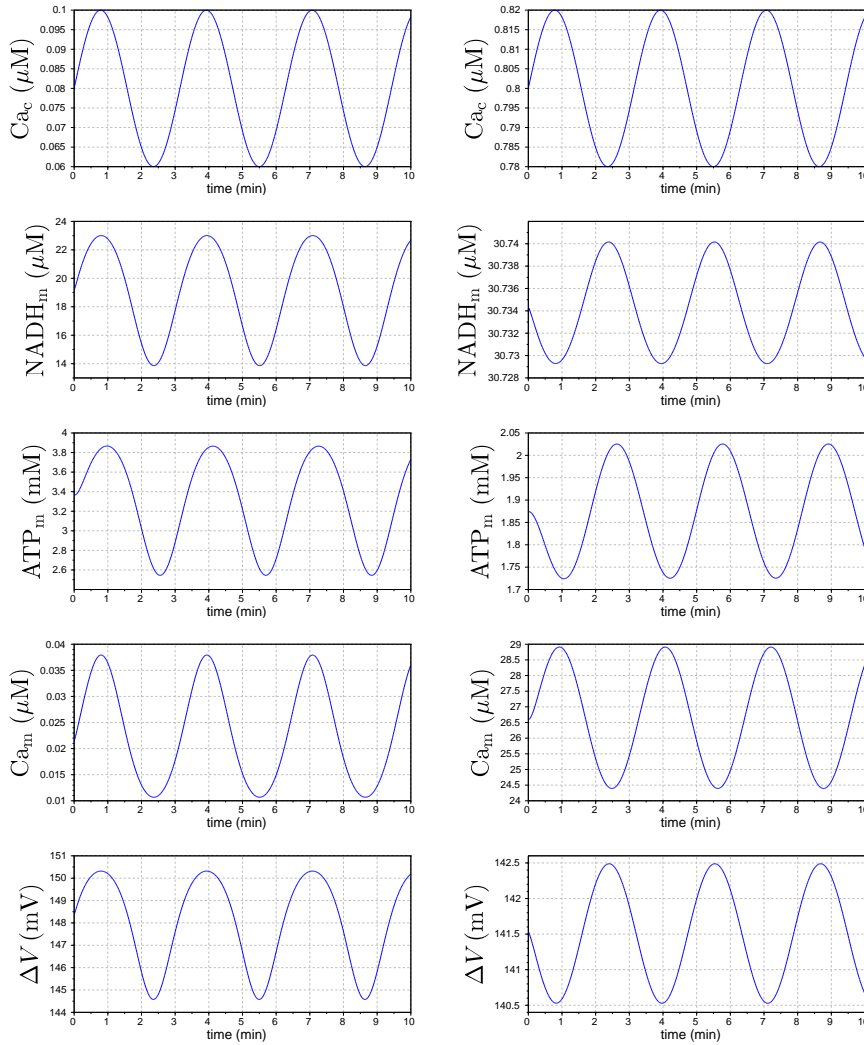 Ca_c (μM)
0.1
0.095
0.09
0.085
0.08
0.075
0.07
0.065
0.06
0 1 2 3 4 5 6 7 8 9 10
time (min)
Ca_c (μM)
0.82
0.815
0.81
0.805
0.8
0.795
0.79
0.785
0.78
0 1 2 3 4 5 6 7 8 9 10
time (min)
NADH_m (μM)
24
22
20
18
16
14
0 1 2 3 4 5 6 7 8 9 10
time (min)
NADH_m (μM)
30.74
30.738
30.736
30.734
30.732
30.73
30.728
0 1 2 3 4 5 6 7 8 9 10
time (min)
ATP_m (mM)
4
3.8
3.6
3.4
3.2
3
2.8
2.6
0 1 2 3 4 5 6 7 8 9 10
time (min)
ATP_m (mM)
2.05
2
1.95
1.9
1.85
1.8
1.75
1.7
0 1 2 3 4 5 6 7 8 9 10
time (min)
Ca_m (μM)
0.04
0.03
0.02
0.015
0.01
0 1 2 3 4 5 6 7 8 9 10
time (min)
Ca_m (μM)
29
28.5
28
27.5
27
26.5
26
25.5
25
24.5
24
0 1 2 3 4 5 6 7 8 9 10
time (min)
ΔV (mV)
151
150
149
148
147
146
145
144
0 1 2 3 4 5 6 7 8 9 10
time (min)
ΔV (mV)
142.5
142
141.5
141
140.5
0 1 2 3 4 5 6 7 8 9 10
time (min)